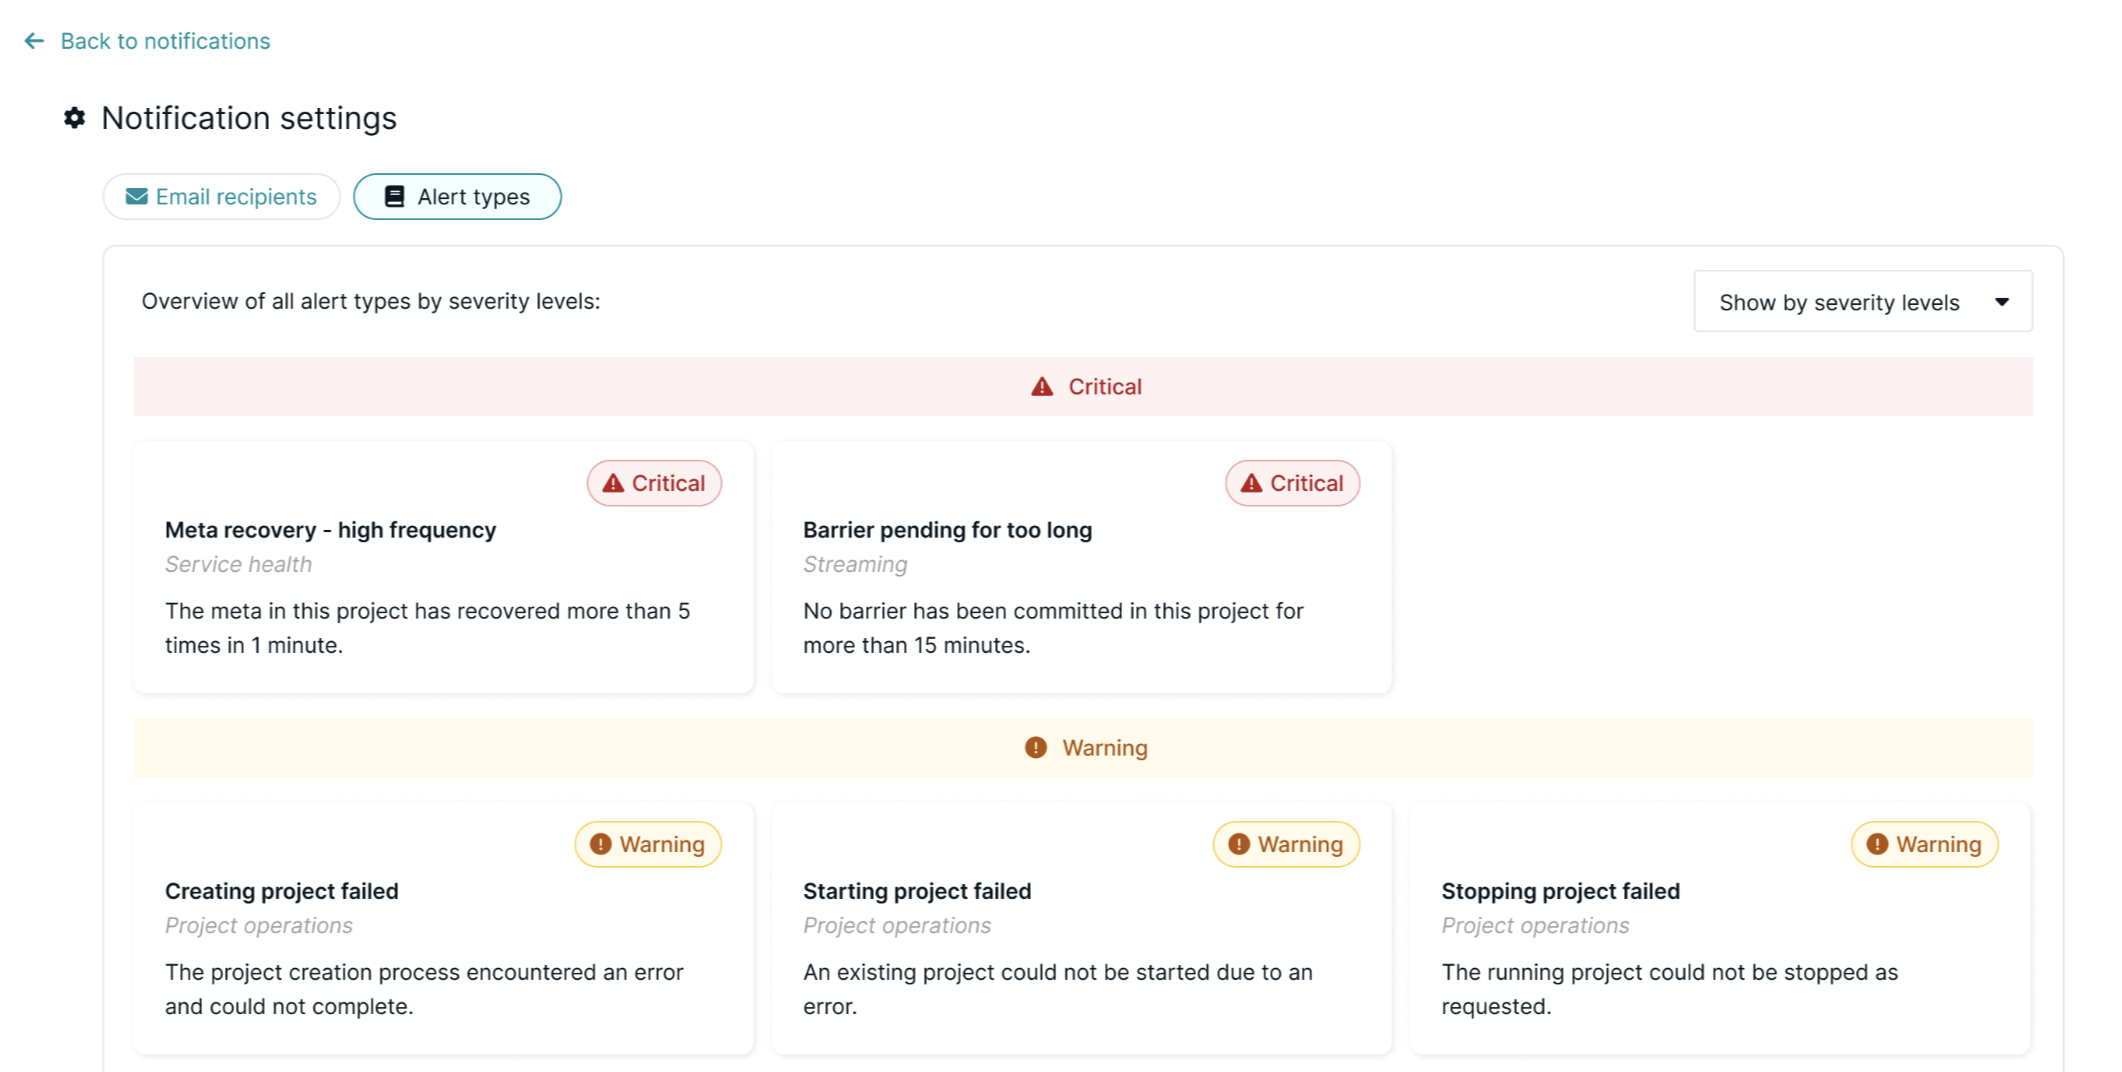 Back to notifications
Notification settings
Email recipients
Alert types
Overview of all alert types by severity levels:
Show by severity levels
Critical
Critical
Meta recovery - high frequency
Service health
The meta in this project has recovered more than 5
times in 1 minute.
Critical
Barrier pending for too long
Streaming
No barrier has been committed in this project for
more than 15 minutes.
Warning
Warning
Creating project failed
Project operations
The project creation process encountered an error
and could not complete.
Warning
Starting project failed
Project operations
An existing project could not be started due to an
error.
Warning
Stopping project failed
Project operations
The running project could not be stopped as
requested.